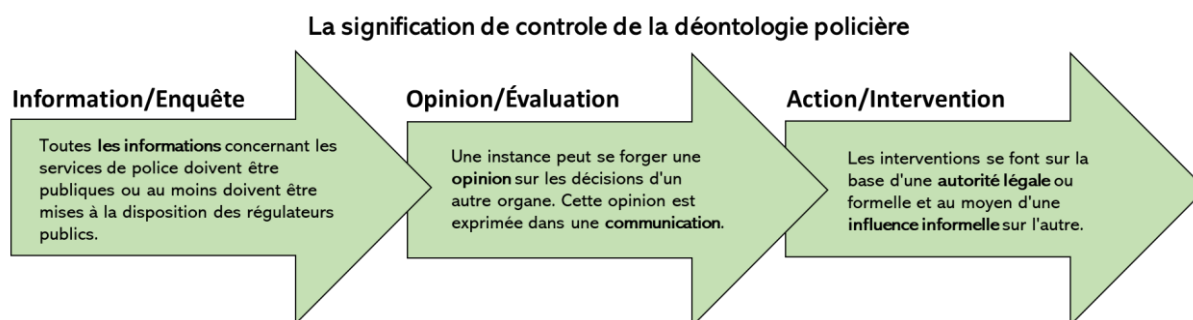 La signification de controle de la déontologie policière
Information/Enquête
Toutes les informations concernant les
services de police doivent être
publiques ou au moins doivent être
mises à la disposition des régulateurs
publics.
Opinion/Évaluation
Une instance peut se forger une
opinion sur les décisions d'un
autre organe. Cette opinion est
exprimée dans une communication.
Action/Intervention
Les interventions se font sur la
base d'une autorité légale ou
formelle et au moyen d'une
influence informelle sur l'autre.